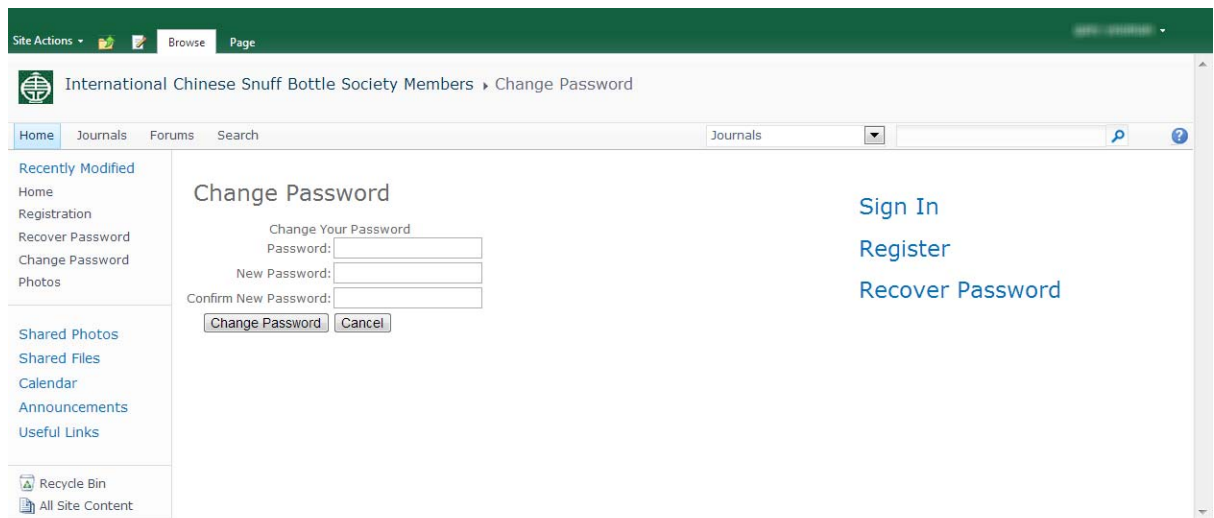 Site Actions Browse Page
International Chinese Snuff Bottle Society Members Change Password
Home Journals Forums Search Journals
Recently Modified
Home
Registration
Recover Password
Change Password
Photos
Shared Photos
Shared Files
Calendar
Announcements
Useful Links
Recycle Bin
All Site Content
Change Password
Change Your Password
Password:
New Password:
Confirm New Password:
Change Password Cancel
Sign In
Register
Recover Password